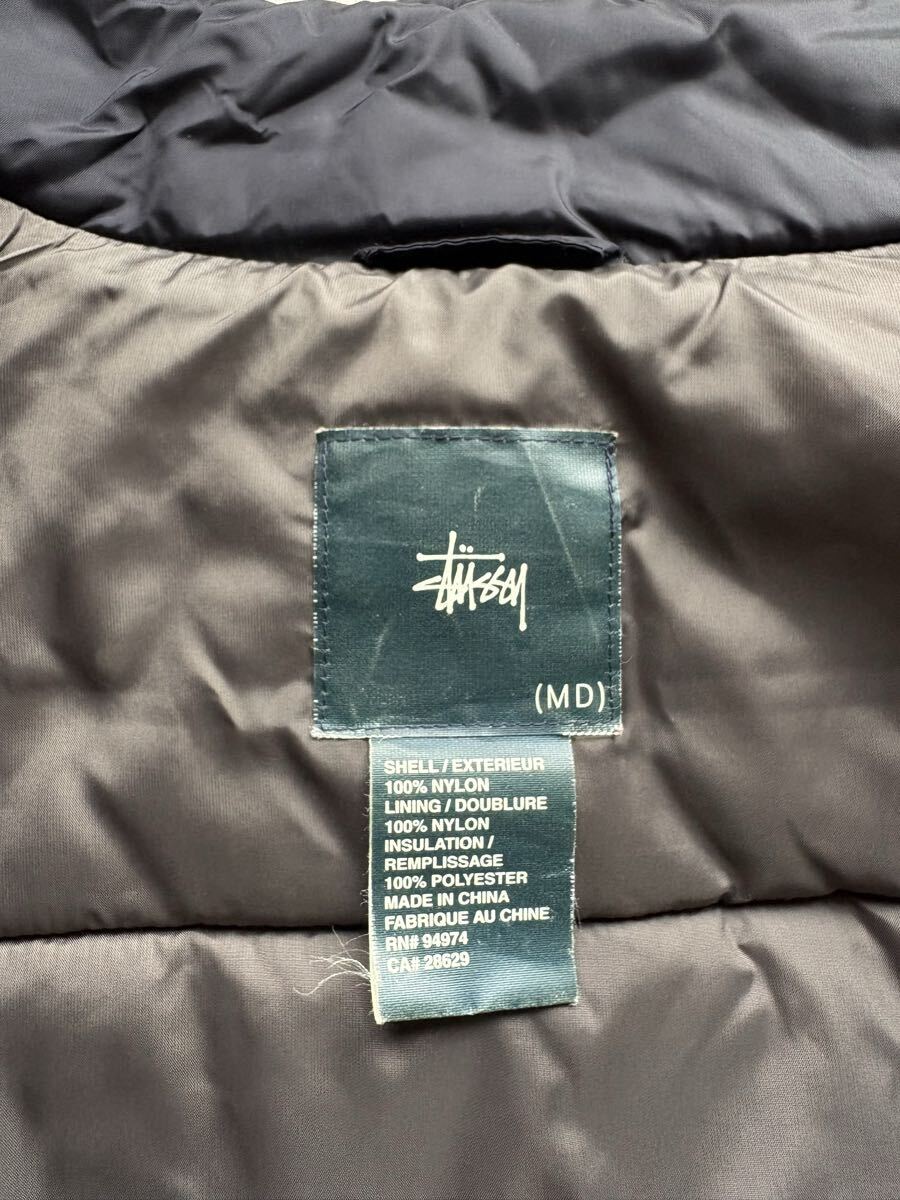 stüssy
(MD)
SHELL / EXTERIEUR
100% NYLON
LINING / DOUBLURE
100% NYLON
INSULATION /
REMPLISSAGE
100% POLYESTER
MADE IN CHINA
FABRIQUE AU CHINE
RN# 94974
CA# 28629